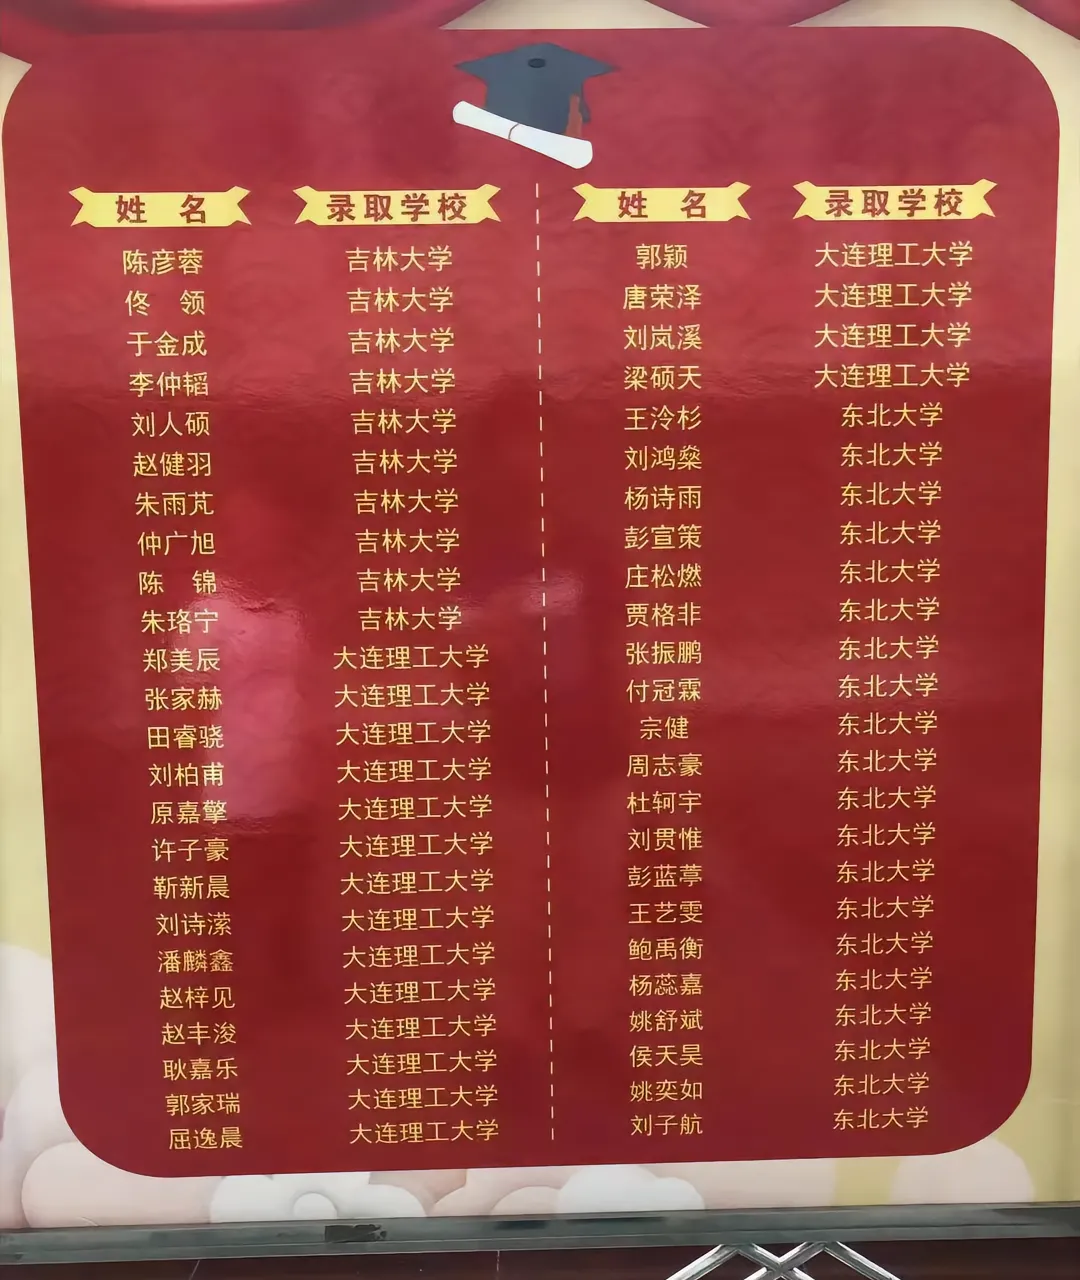 姓 名 录取学校
陈彦蓉 吉林大学
佟 领 吉林大学
于金成 吉林大学
李仲韬 吉林大学
刘人硕 吉林大学
赵健羽 吉林大学
朱雨芃 吉林大学
仲广旭 吉林大学
陈 锦 吉林大学
朱珞宁 吉林大学
郑美辰 大连理工大学
张家赫 大连理工大学
田睿骁 大连理工大学
刘柏甫 大连理工大学
原嘉擎 大连理工大学
许子豪 大连理工大学
靳新晨 大连理工大学
刘诗潆 大连理工大学
潘麟鑫 大连理工大学
赵梓见 大连理工大学
赵丰浚 大连理工大学
耿嘉乐 大连理工大学
郭家瑞 大连理工大学
屈逸晨 大连理工大学
姓 名 录取学校
郭颖 大连理工大学
唐荣泽 大连理工大学
刘岚溪 大连理工大学
梁硕天 大连理工大学
王泠杉 东北大学
刘鸿燊 东北大学
杨诗雨 东北大学
彭宣策 东北大学
庄松燃 东北大学
贾格非 东北大学
张振鹏 东北大学
付冠霖 东北大学
宗健 东北大学
周志豪 东北大学
杜轲宇 东北大学
刘贯惟 东北大学
彭蓝葶 东北大学
王艺雯 东北大学
鲍禹衡 东北大学
杨蕊嘉 东北大学
姚舒斌 东北大学
侯天昊 东北大学
姚奕如 东北大学
刘子航 东北大学